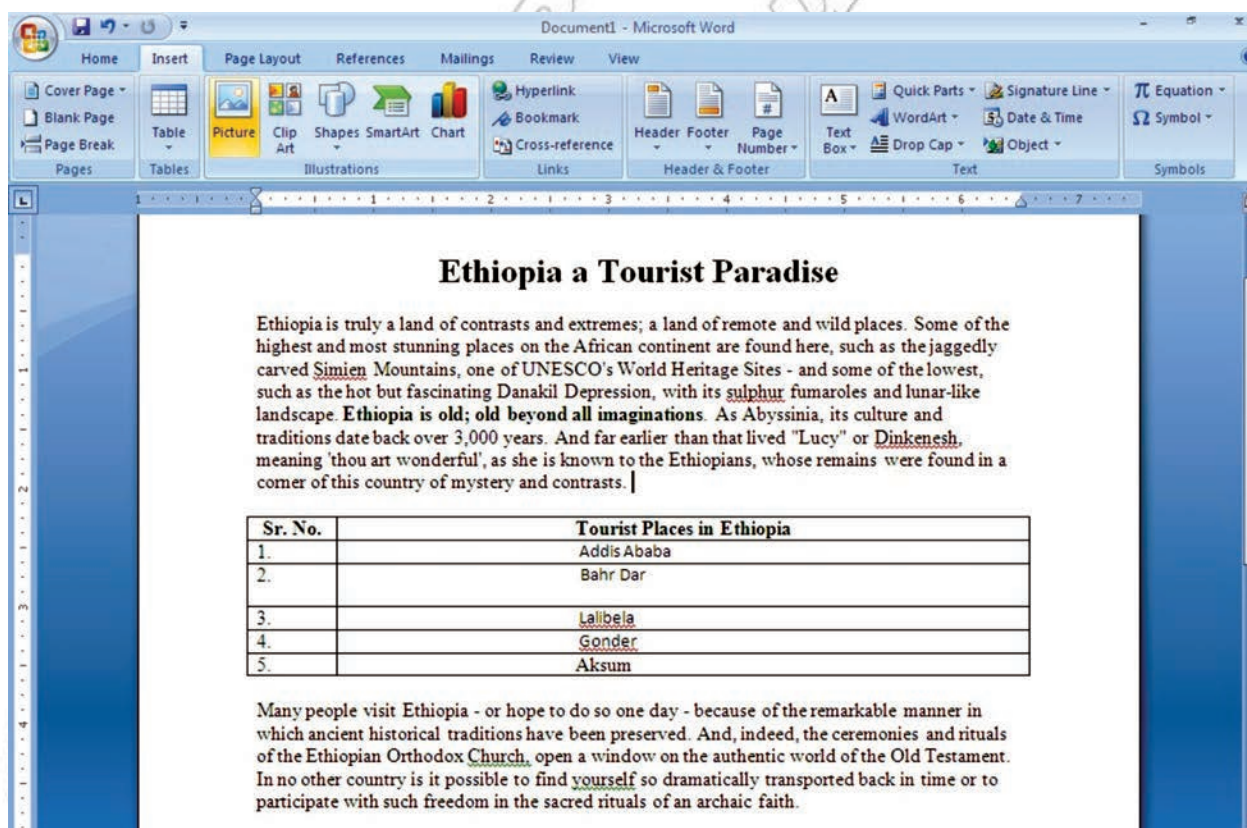 Document1 - Microsoft Word
Home Insert Page Layout References Mailings Review View
Cover Page
Blank Page
Page Break
Pages
Table
Tables
Picture Clip Art Shapes SmartArt Chart
Illustrations
Hyperlink
Bookmark
Cross-reference
Links
Header Footer Page Number
Header & Footer
Text Box
Quick Parts
WordArt
Drop Cap
Signature Line
Date & Time
Object
Text
π Equation
Ω Symbol
Symbols
L
1 1 2 3 4 5 6 7
Ethiopia a Tourist Paradise
Ethiopia is truly a land of contrasts and extremes; a land of remote and wild places. Some of the
highest and most stunning places on the African continent are found here, such as the jaggedly
carved Simien Mountains, one of UNESCO's World Heritage Sites - and some of the lowest,
such as the hot but fascinating Danakil Depression, with its sulphur fumaroles and lunar-like
landscape. Ethiopia is old; old beyond all imaginations. As Abyssinia, its culture and
traditions date back over 3,000 years. And far earlier than that lived "Lucy" or Dinkenesh,
meaning 'thou art wonderful', as she is known to the Ethiopians, whose remains were found in a
corner of this country of mystery and contrasts.
Sr. No. Tourist Places in Ethiopia
1. Addis Ababa
2. Bahr Dar
3. Lalibela
4. Gonder
5. Aksum
Many people visit Ethiopia - or hope to do so one day - because of the remarkable manner in
which ancient historical traditions have been preserved. And, indeed, the ceremonies and rituals
of the Ethiopian Orthodox Church, open a window on the authentic world of the Old Testament.
In no other country is it possible to find yourself so dramatically transported back in time or to
participate with such freedom in the sacred rituals of an archaic faith.
1
2
3
4